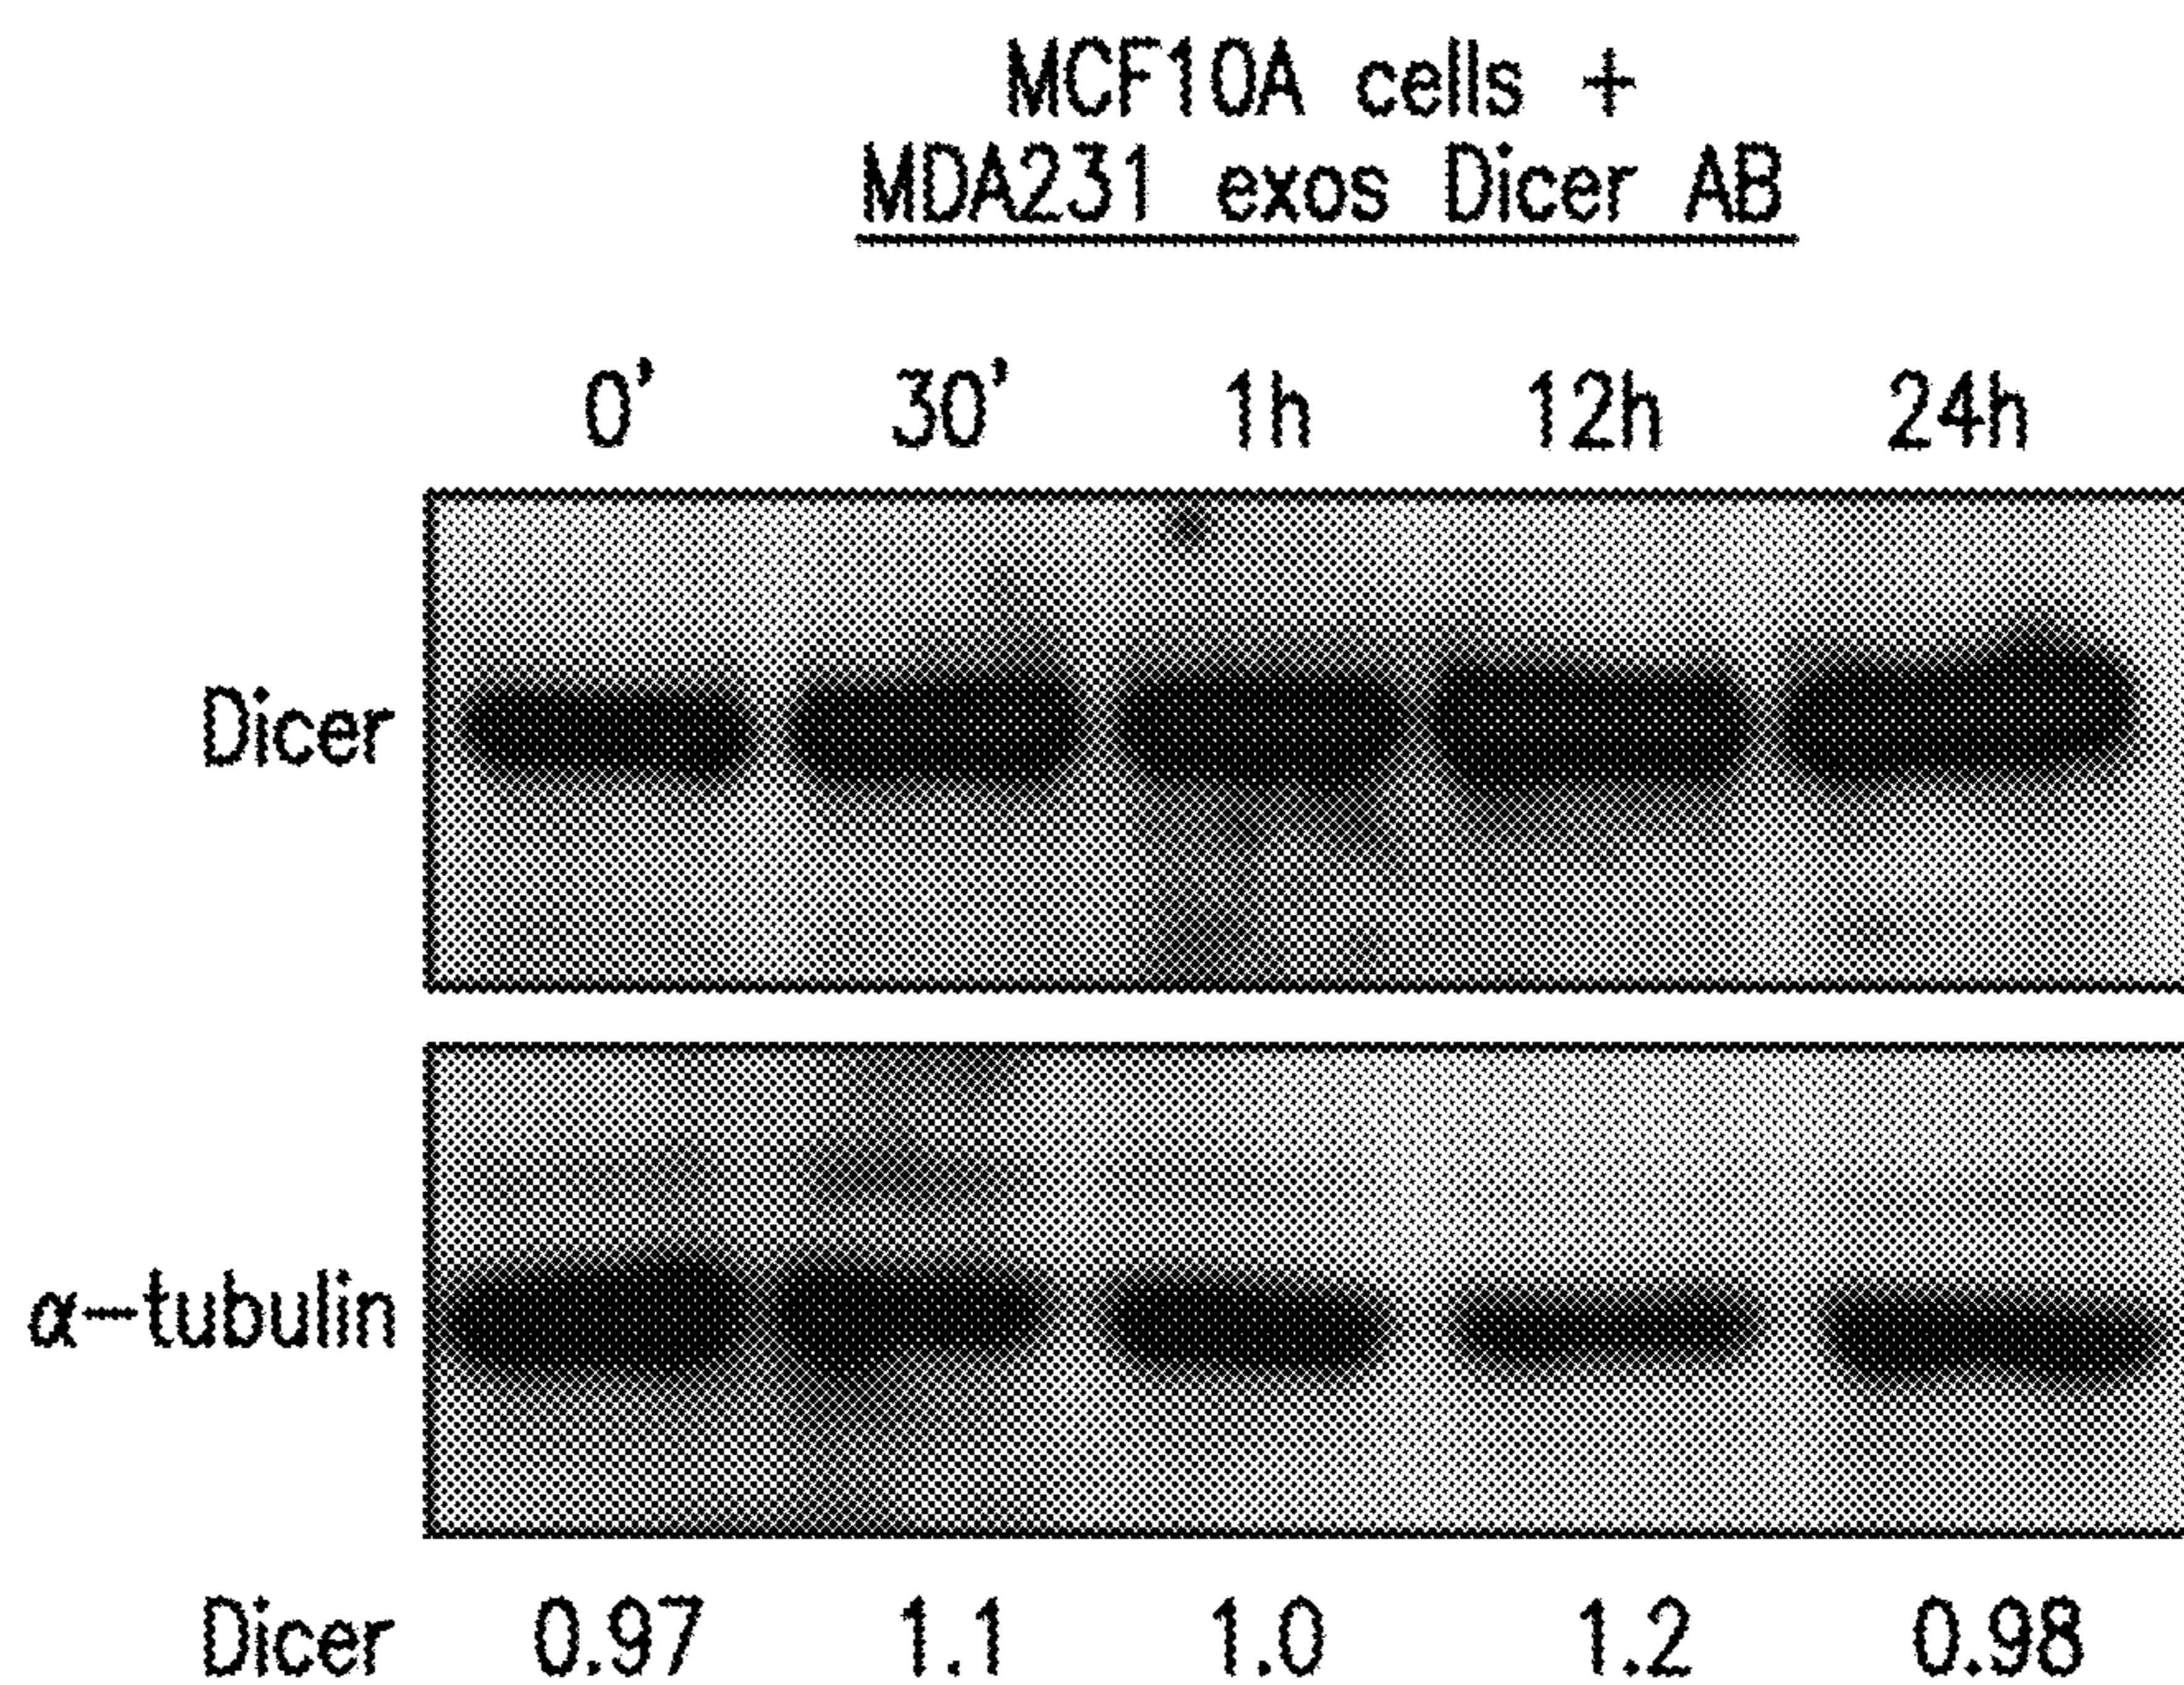 MCF10A cells +
MDA231 exos Dicer AB
0' 30' 1h 12h 24h
Dicer
α-tubulin
Dicer 0.97 1.1 1.0 1.2 0.98